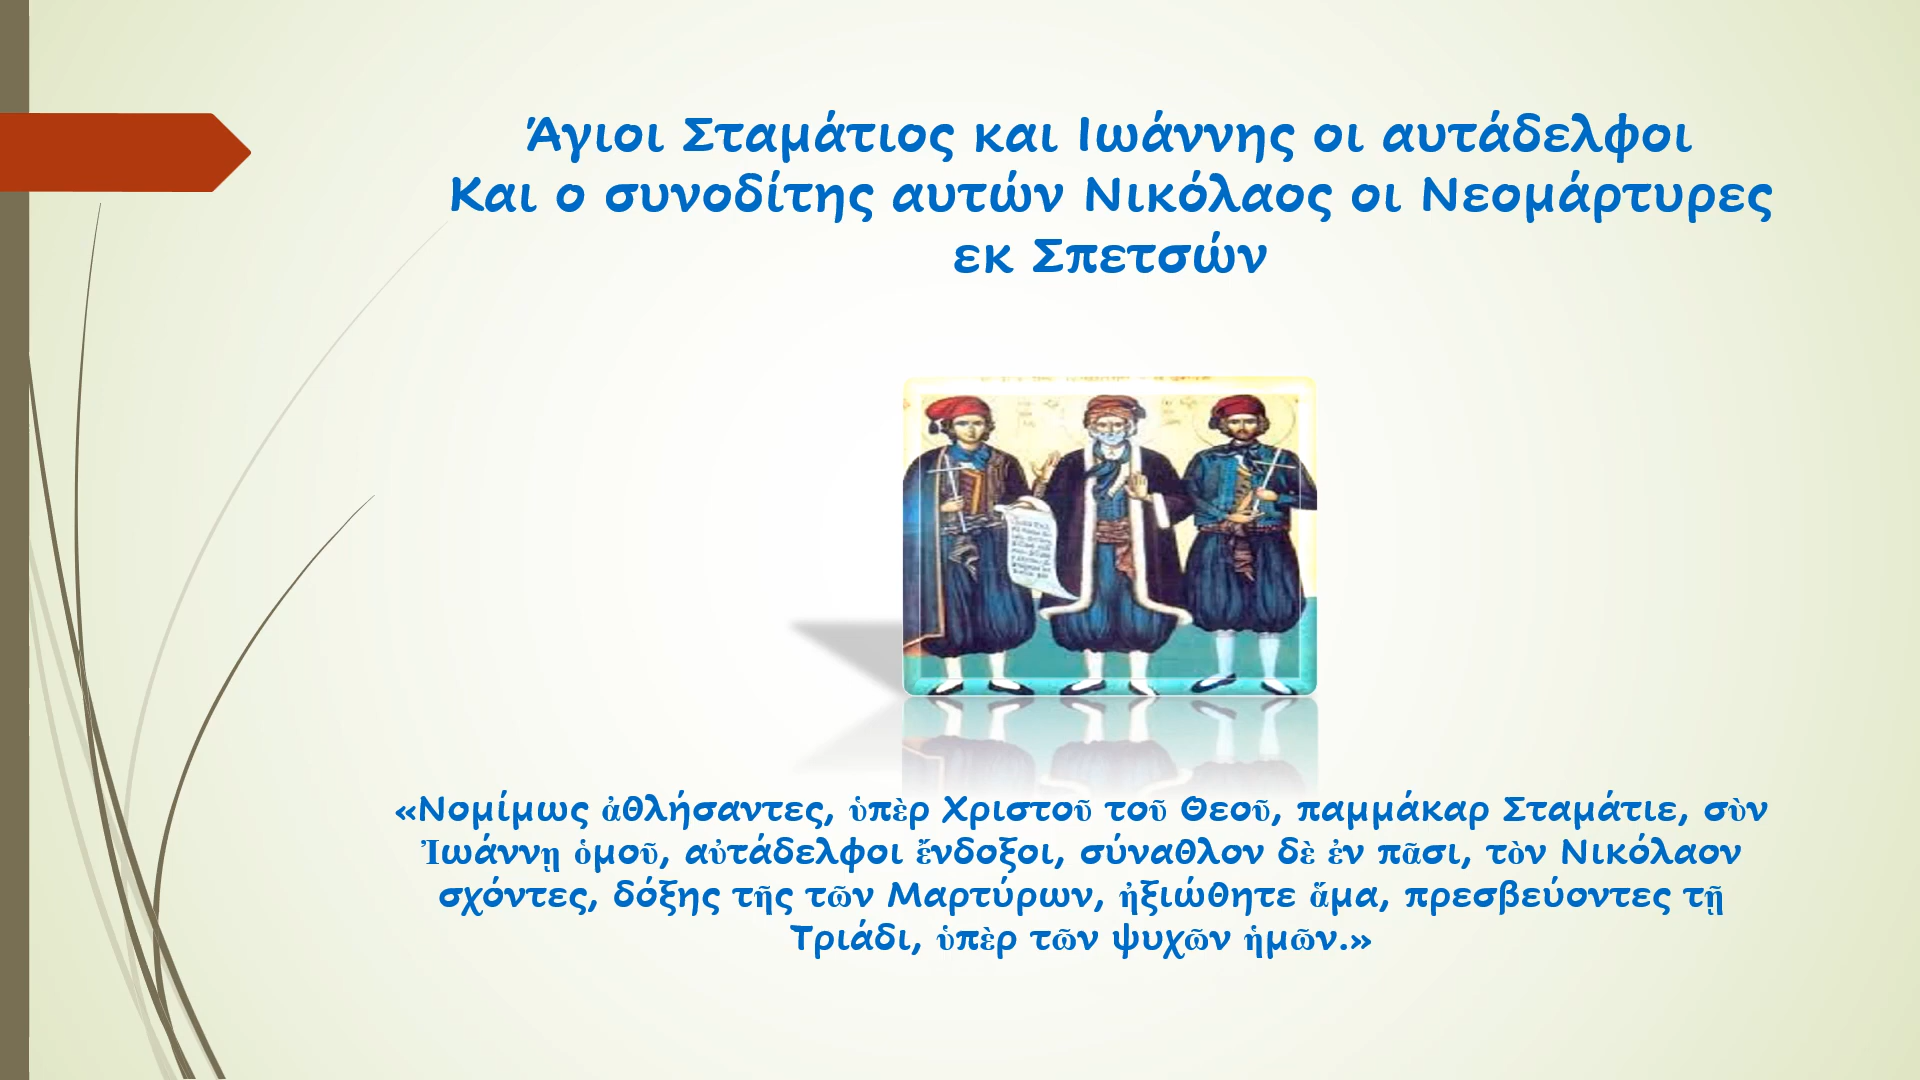 Άγιοι Σταμάτιος και Ιωάννης οι αυτάδελφοι
Και ο συνοδίτης αυτών Νικόλαος οι Νεομάρτυρες
εκ Σπετσών
«Νομίμως ἀθλήσαντες, ὑπὲρ Χριστοῦ τοῦ Θεοῦ, παμμάκαρ Σταμάτιε, σὺν
Ἰωάννῃ ὁμοῦ, αὐτάδελφοι ἔνδοξοι, σύναθλον δὲ ἐν πᾶσι, τὸν Νικόλαον
σχόντες, δόξης τῆς τῶν Μαρτύρων, ἠξιώθητε ἅμα, πρεσβεύοντες τῇ
Τριάδι, ὑπὲρ τῶν ψυχῶν ἡμῶν.»